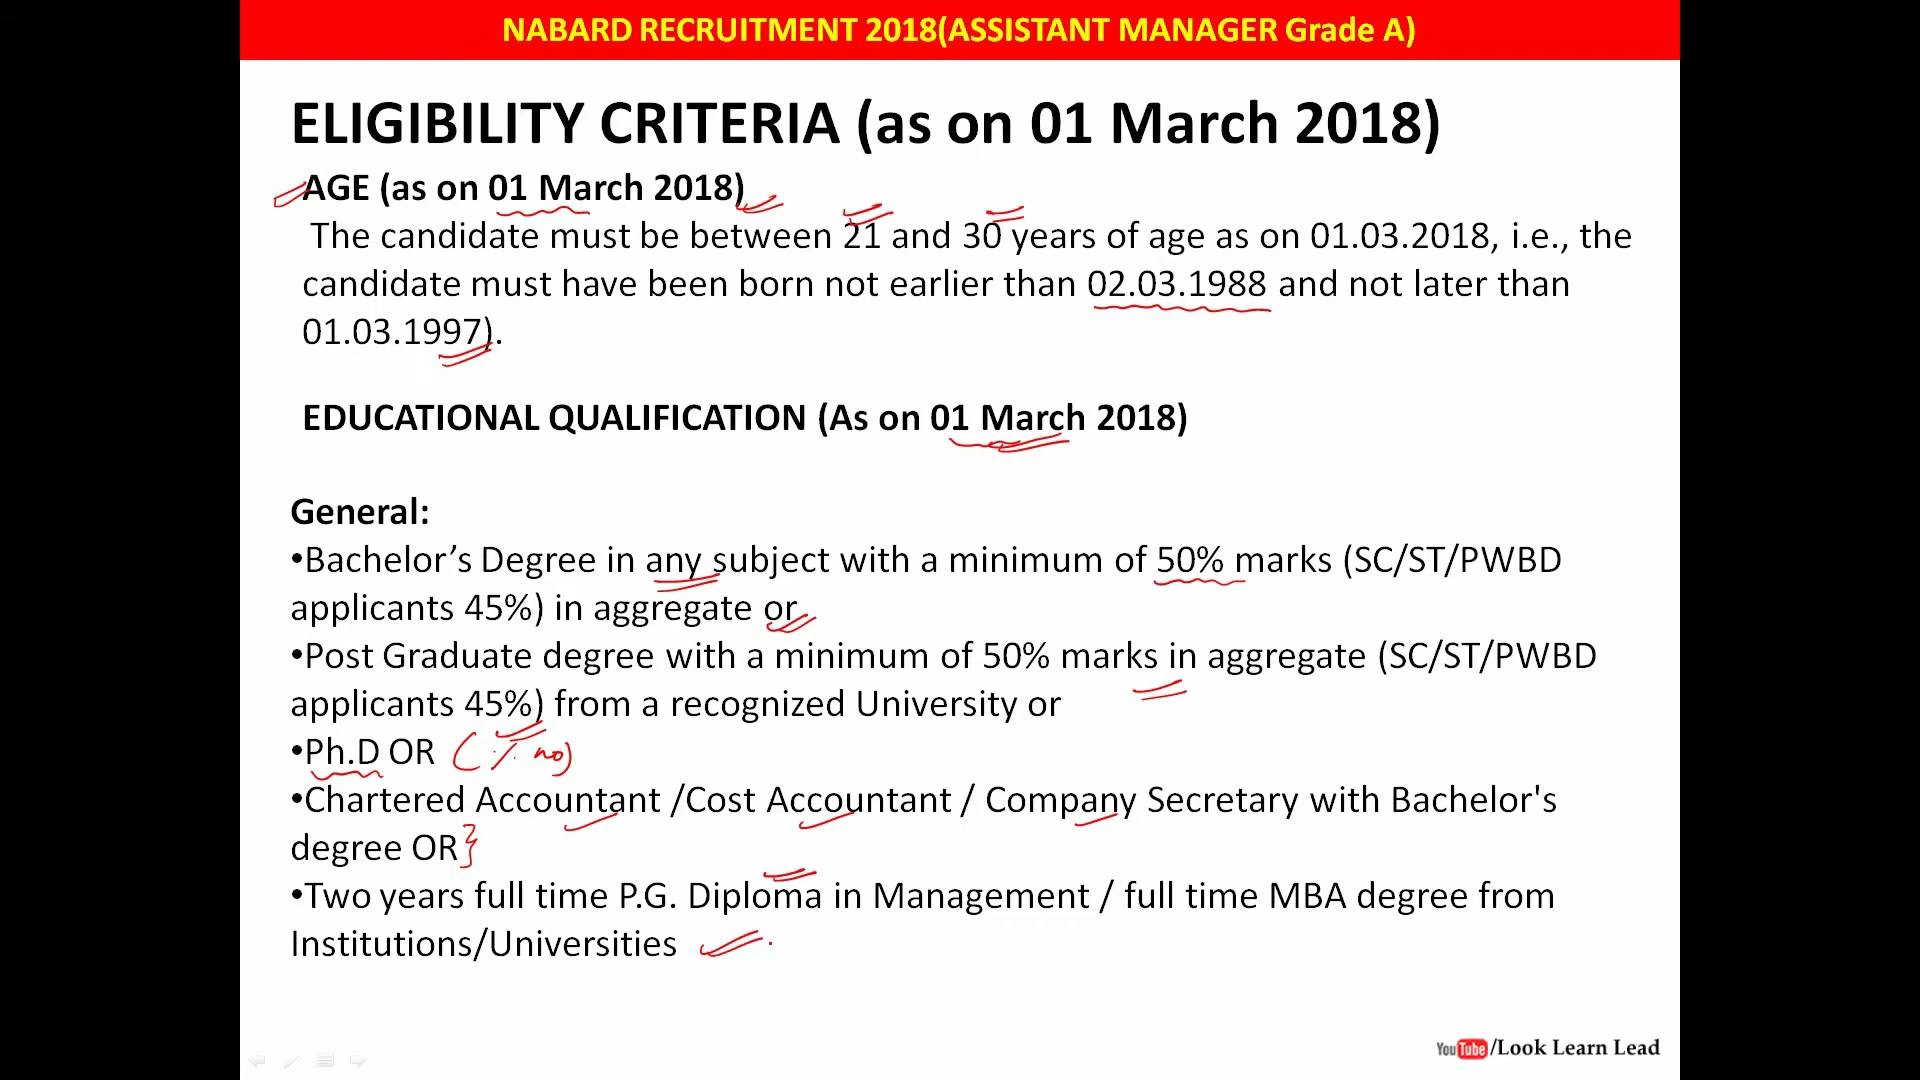 NABARD RECRUITMENT 2018(ASSISTANT MANAGER Grade A)
ELIGIBILITY CRITERIA (as on 01 March 2018)
AGE (as on 01 March 2018)
The candidate must be between 21 and 30 years of age as on 01.03.2018, i.e., the
candidate must have been born not earlier than 02.03.1988 and not later than
01.03.1997).
EDUCATIONAL QUALIFICATION (As on 01 March 2018)
General:
•Bachelor’s Degree in any subject with a minimum of 50% marks (SC/ST/PWBD
applicants 45%) in aggregate or
•Post Graduate degree with a minimum of 50% marks in aggregate (SC/ST/PWBD
applicants 45%) from a recognized University or
•Ph.D OR (% no)
•Chartered Accountant /Cost Accountant / Company Secretary with Bachelor's
degree OR}
•Two years full time P.G. Diploma in Management / full time MBA degree from
Institutions/Universities
YouTube/Look Learn Lead